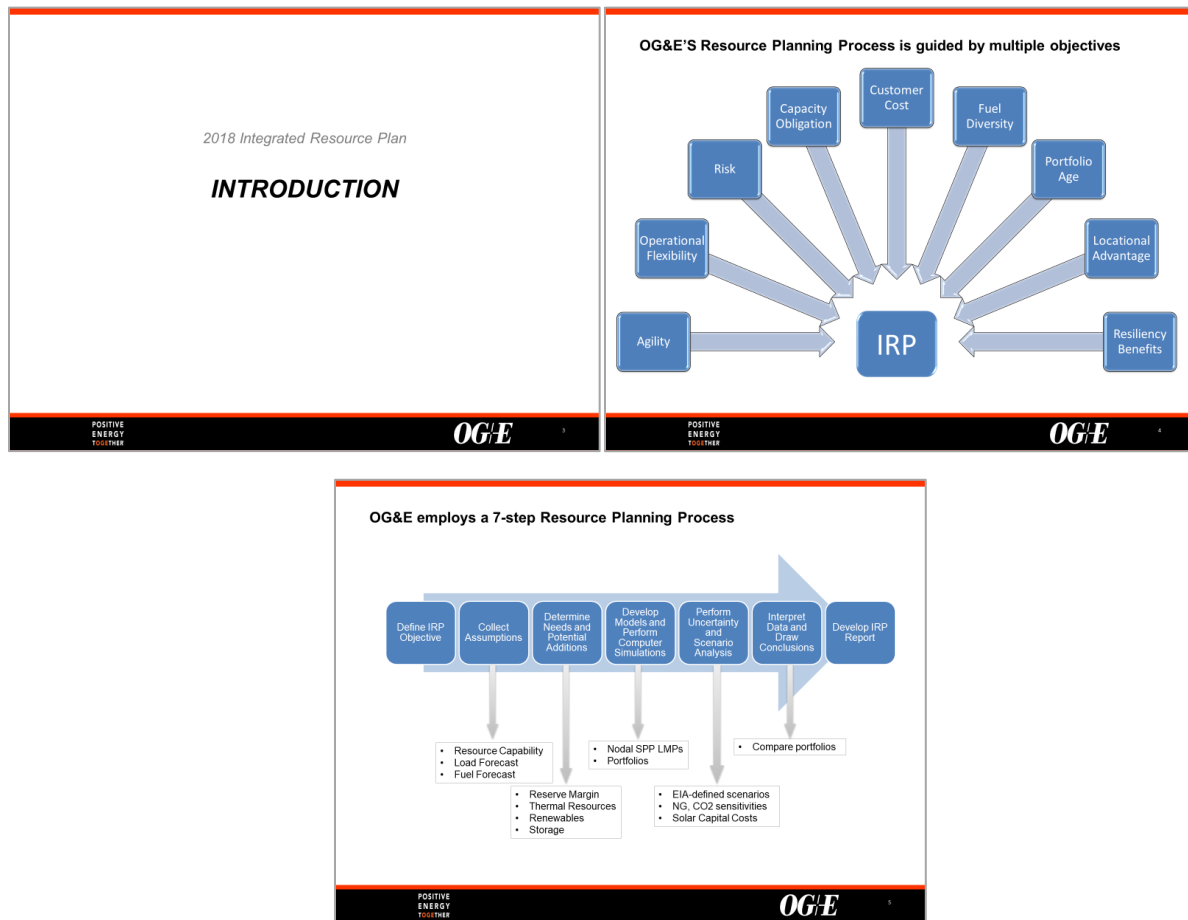 2018 Integrated Resource Plan
INTRODUCTION
POSITIVE
ENERGY
TOGETHER
OG/E
3
OG&E'S Resource Planning Process is guided by multiple objectives
Customer
Cost
Capacity
Obligation
Fuel
Diversity
Risk
Portfolio
Age
Operational
Flexibility
Locational
Advantage
Agility
IRP
Resiliency
Benefits
POSITIVE
ENERGY
TOGETHER
OG/E
4
OG&E employs a 7-step Resource Planning Process
Define IRP
Objective
Collect
Assumptions
Determine
Needs and
Potential
Additions
Develop
Models and
Perform
Computer
Simulations
Perform
Uncertainty
and
Scenario
Analysis
Interpret
Data and
Draw
Conclusions
Develop IRP
Report
• Resource Capability
• Load Forecast
• Fuel Forecast
• Reserve Margin
• Thermal Resources
• Renewables
• Storage
• Nodal SPP LMPs
• Portfolios
• EIA-defined scenarios
• NG, CO2 sensitivities
• Solar Capital Costs
• Compare portfolios
POSITIVE
ENERGY
TOGETHER
OG/E
5